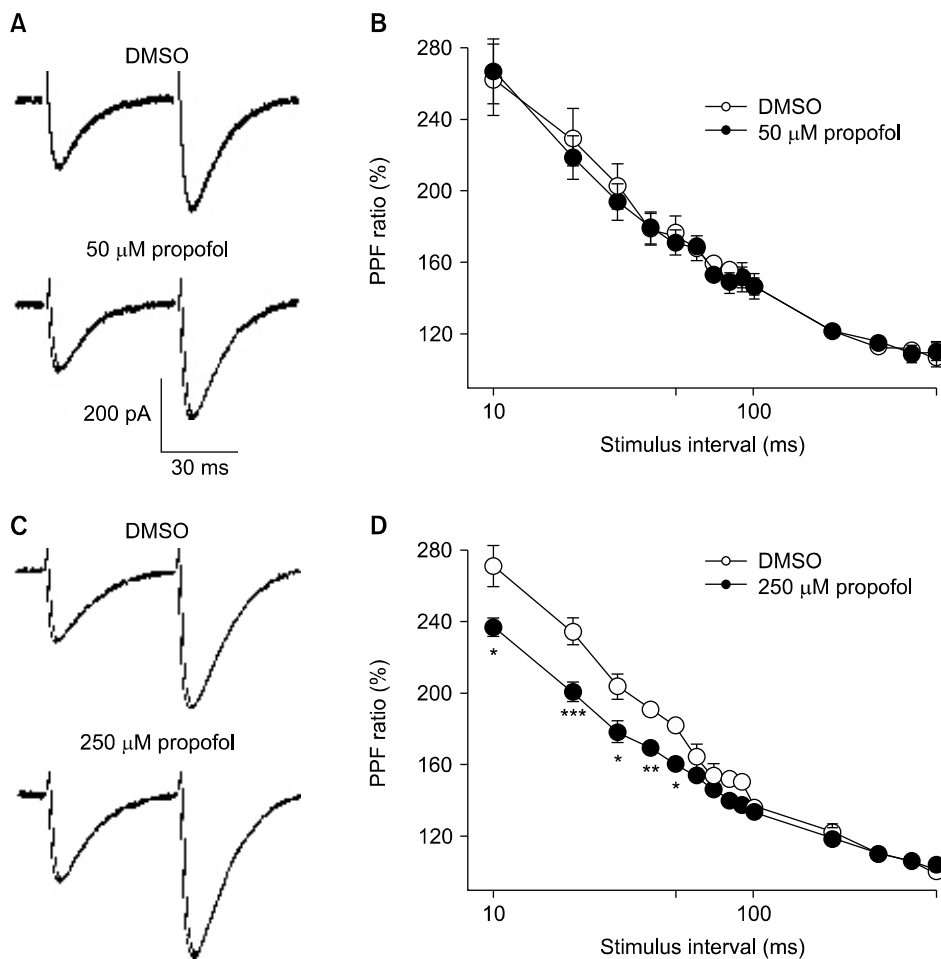 A
DMSO
50 μM propofol
200 pA
30 ms
B
280
240
200
160
120
PPF ratio (%)
DMSO
50 μM propofol
10
100
Stimulus interval (ms)
C
DMSO
250 μM propofol
D
280
240
200
160
120
PPF ratio (%)
DMSO
250 μM propofol
*
***
*
**
*
10
100
Stimulus interval (ms)